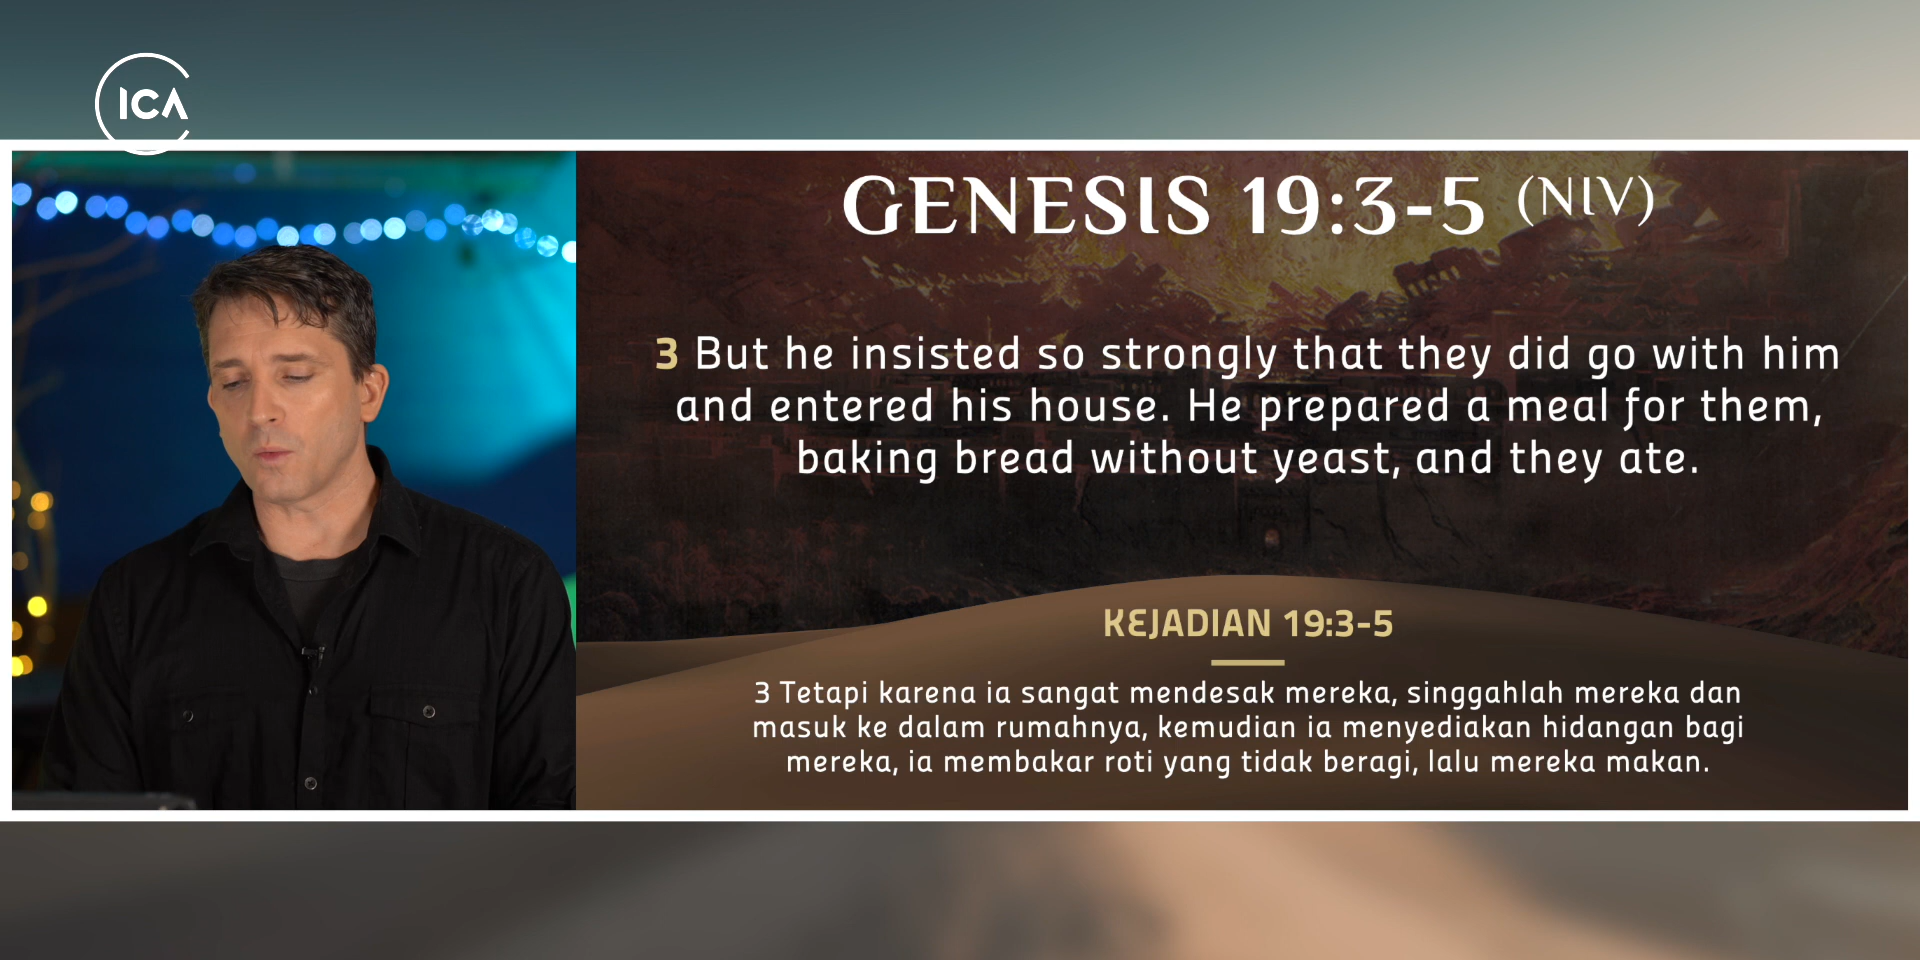 ICA
GENESIS 19:3-5 (NIV)
3 But he insisted so strongly that they did go with him
and entered his house. He prepared a meal for them,
baking bread without yeast, and they ate.
KEJADIAN 19:3-5
3 Tetapi karena ia sangat mendesak mereka, singgahlah mereka dan
masuk ke dalam rumahnya, kemudian ia menyediakan hidangan bagi
mereka, ia membakar roti yang tidak beragi, lalu mereka makan.